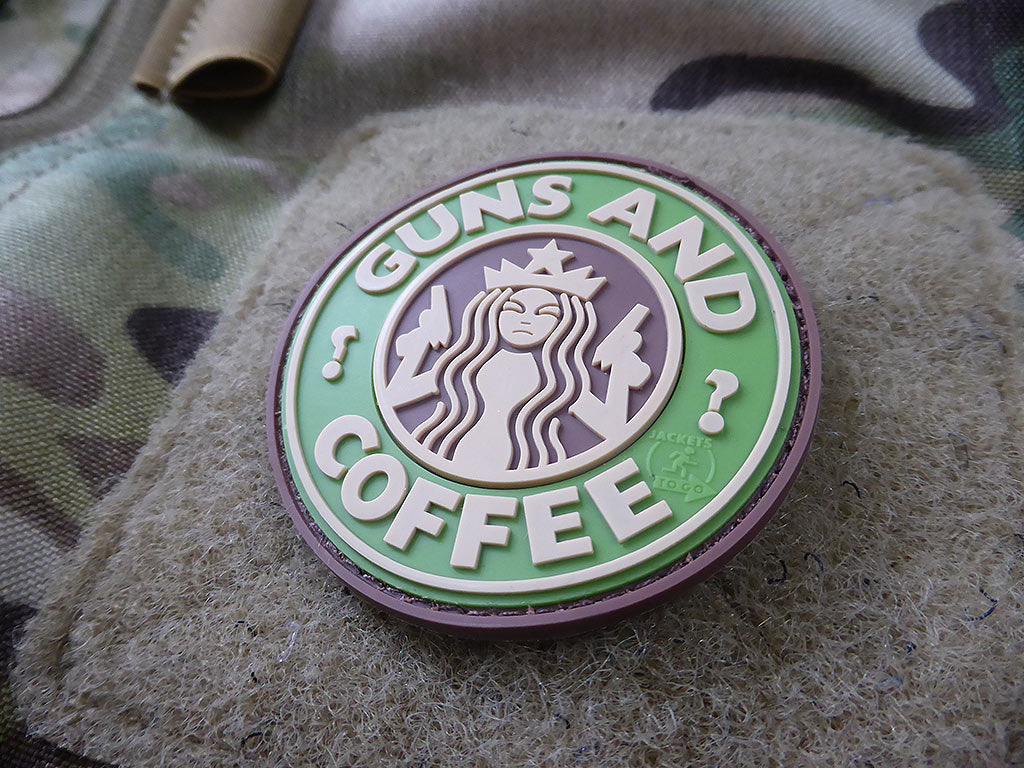 GUNS AND
? ?
COFFEE
JACKETS
TO GO